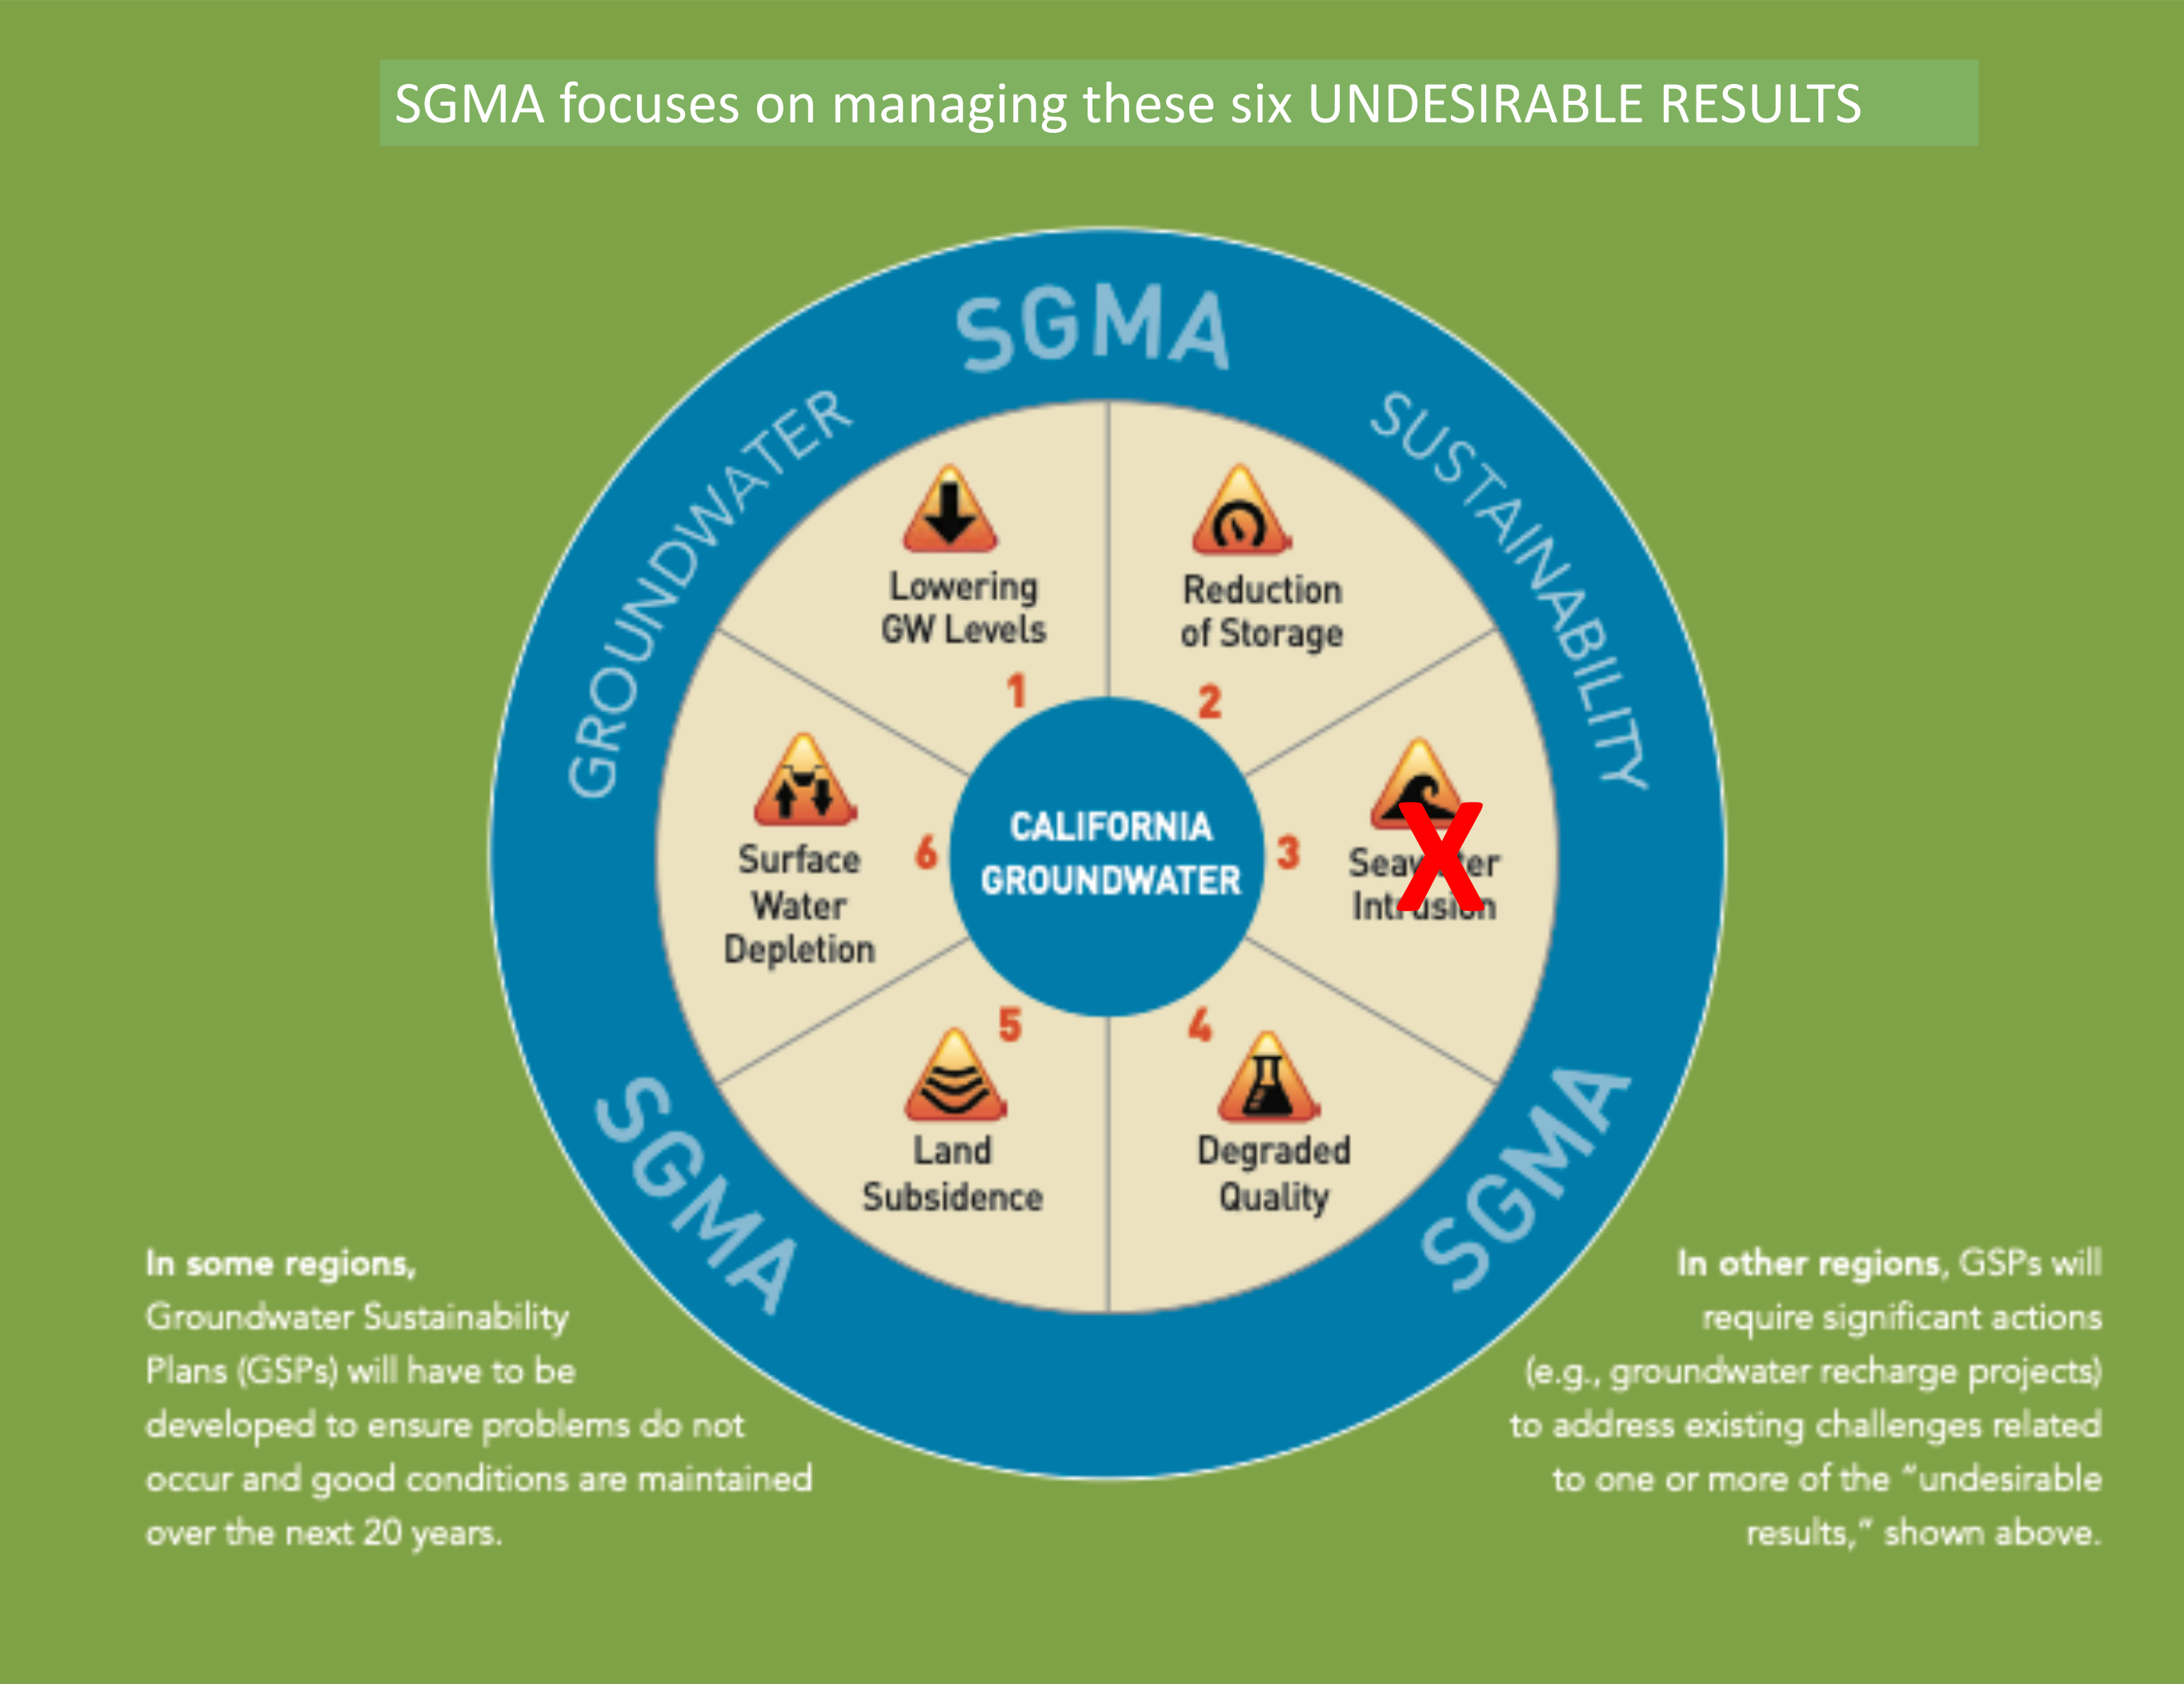 SGMA focuses on managing these six UNDESIRABLE RESULTS
SGMA
GROUNDWATER
SUSTAINABILITY
Lowering
GW Levels
1
Reduction
of Storage
2
Seawater
Intrusion
3
X
CALIFORNIA
GROUNDWATER
Surface
Water
Depletion
6
5
Land
Subsidence
4
Degraded
Quality
SGMA
SGMA
In some regions,
Groundwater Sustainability
Plans (GSPs) will have to be
developed to ensure problems do not
occur and good conditions are maintained
over the next 20 years.
In other regions, GSPs will
require significant actions
(e.g., groundwater recharge projects)
to address existing challenges related
to one or more of the “undesirable
results,” shown above.